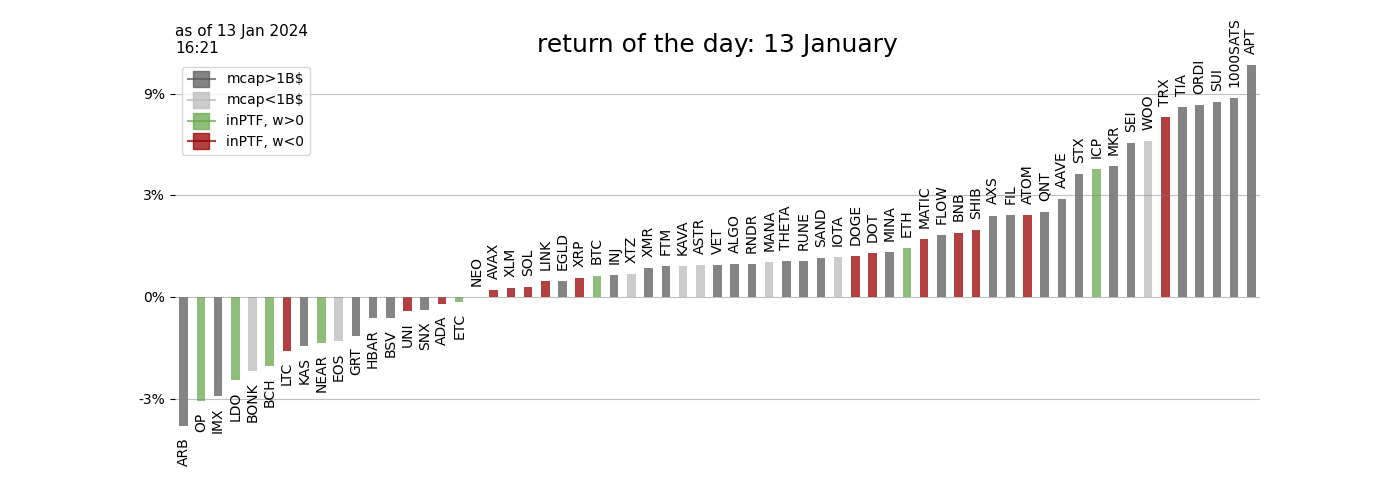 as of 13 Jan 2024
16:21
return of the day: 13 January
mcap>1B$
mcap<1B$
inPTF, w>0
inPTF, w<0
9%
3%
0%
-3%
ARB
OP
IMX
LDO
BONK
BCH
LTC
KAS
NEAR
EOS
GRT
HBAR
BSV
UNI
SNX
ADA
ETC
NEO
AVAX
XLM
SOL
LINK
EGLD
XRP
BTC
INJ
XTZ
XMR
FTM
KAVA
ASTR
VET
ALGO
RNDR
MANA
THETA
RUNE
SAND
IOTA
DOGE
DOT
MINA
ETH
MATIC
FLOW
BNB
SHIB
AXS
FIL
ATOM
QNT
AAVE
STX
ICP
MKR
SEI
WOO
TRX
TIA
ORDI
SUI
1000SATS
APT